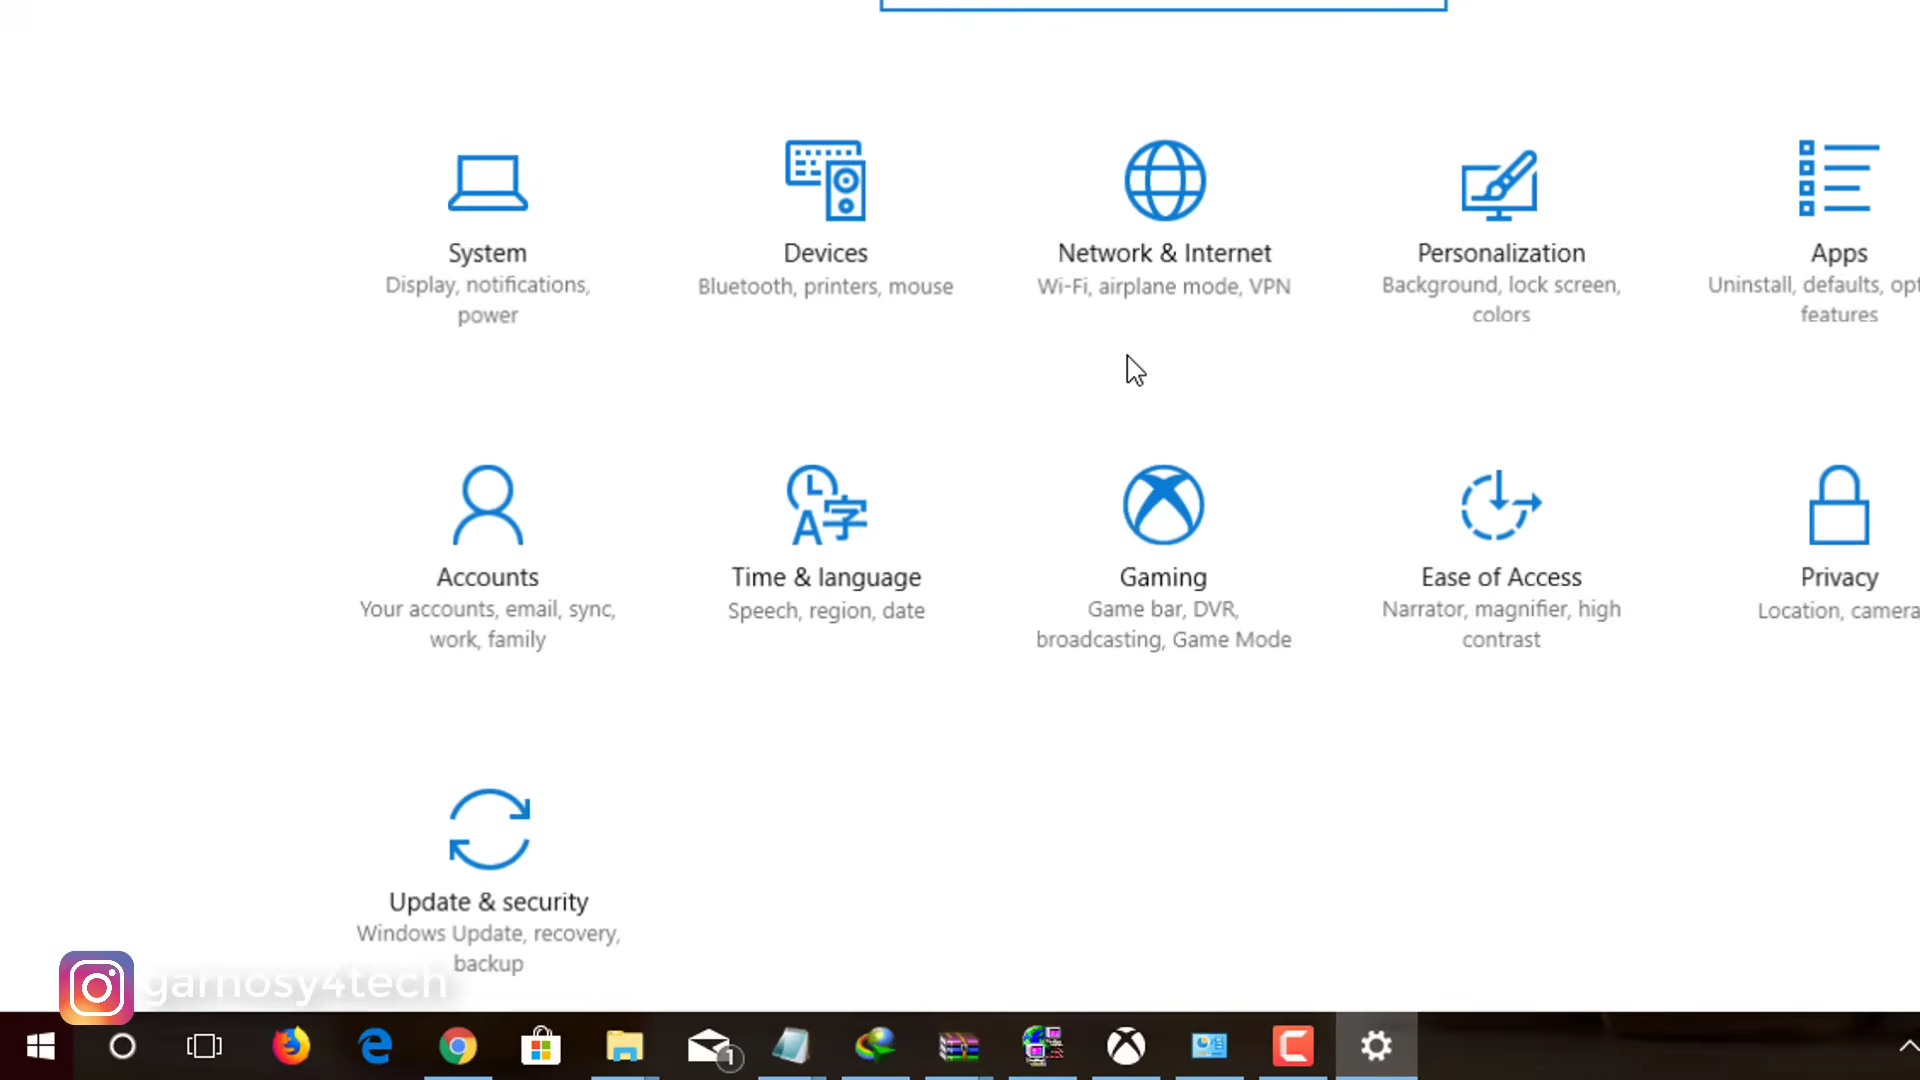 System
Display, notifications,
power
Devices
Bluetooth, printers, mouse
Network & Internet
Wi-Fi, airplane mode, VPN
Personalization
Background, lock screen,
colors
Apps
Uninstall, defaults, opt
features
Accounts
Your accounts, email, sync,
work, family
Time & language
Speech, region, date
Gaming
Game bar, DVR,
broadcasting, Game Mode
Ease of Access
Narrator, magnifier, high
contrast
Privacy
Location, camera
Update & security
Windows Update, recovery,
backup
garnosy4tech
1